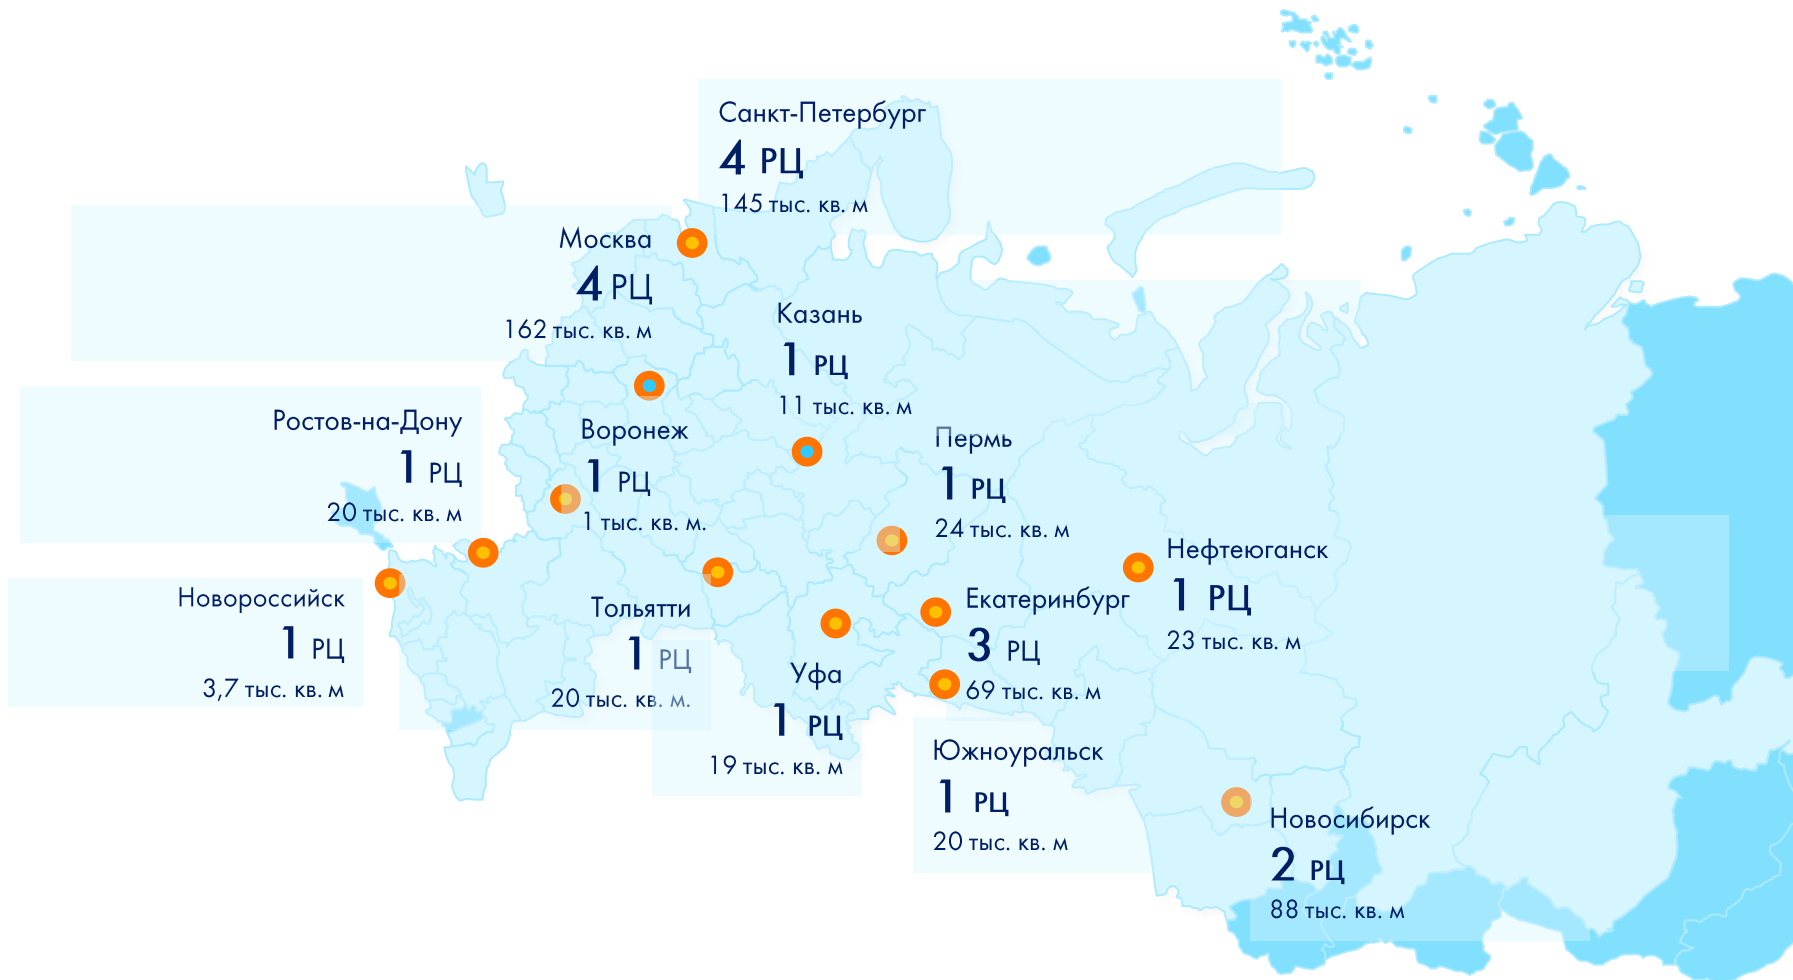 Санкт-Петербург
4 РЦ
145 тыс. кв. м
Москва
4 РЦ
162 тыс. кв. м
Казань
1 РЦ
11 тыс. кв. м
Ростов-на-Дону
1 РЦ
20 тыс. кв. м
Воронеж
1 РЦ
1 тыс. кв. м.
Пермь
1 РЦ
24 тыс. кв. м
Нефтеюганск
1 РЦ
23 тыс. кв. м
Новороссийск
1 РЦ
3,7 тыс. кв. м
Тольятти
1 РЦ
20 тыс. кв. м.
Екатеринбург
3 РЦ
69 тыс. кв. м
Уфа
1 РЦ
19 тыс. кв. м
Южноуральск
1 РЦ
20 тыс. кв. м
Новосибирск
2 РЦ
88 тыс. кв. м